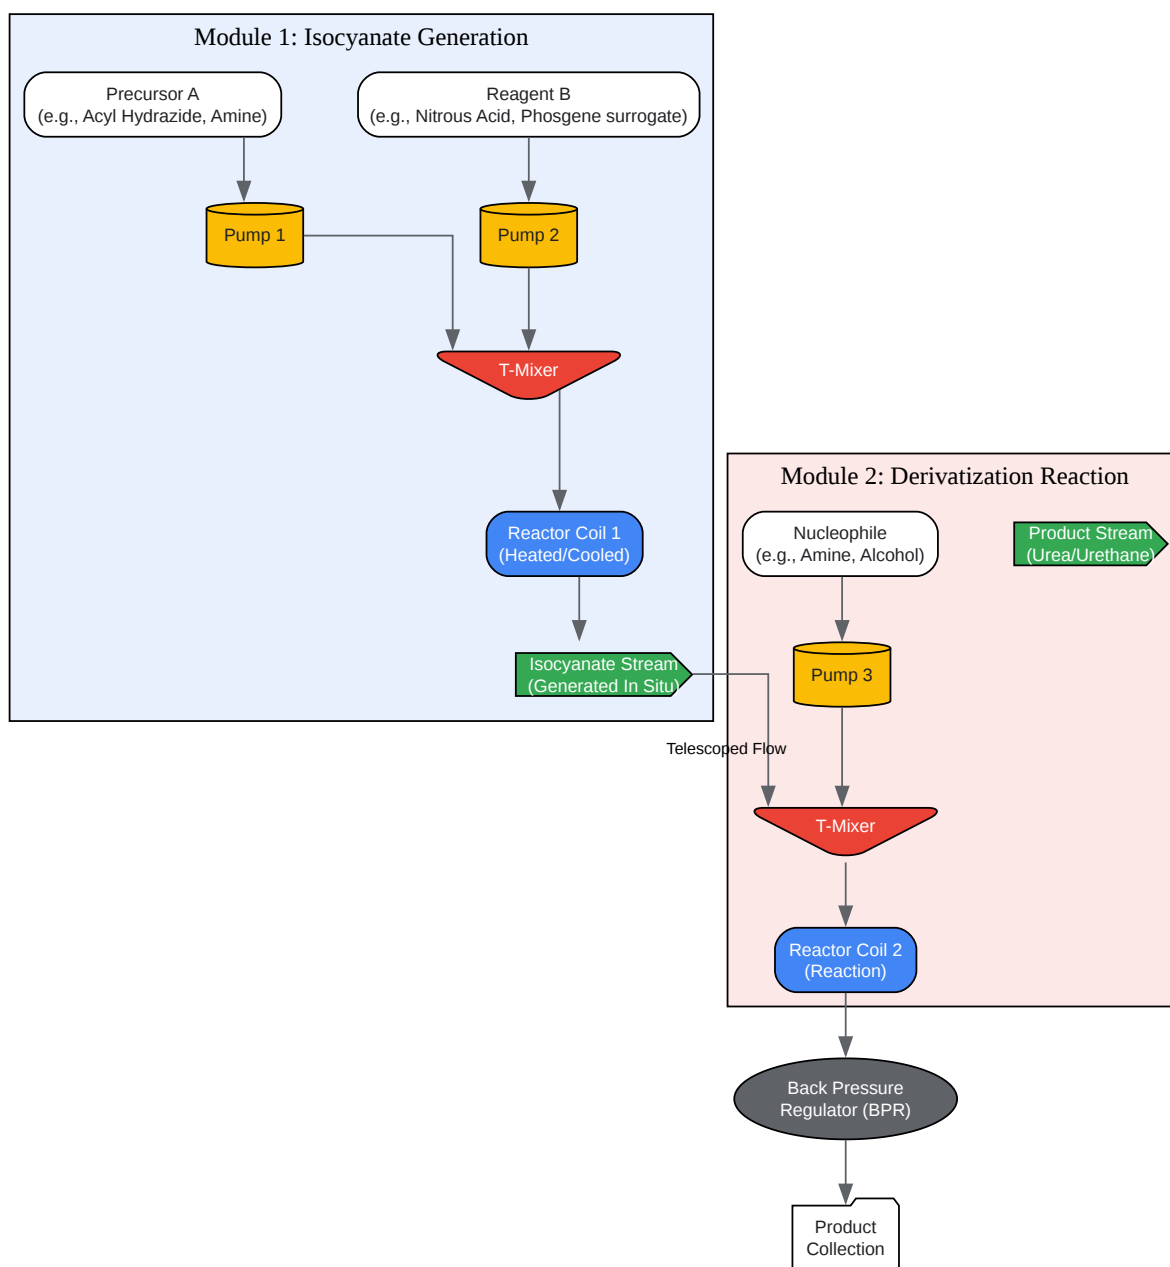 Module 1: Isocyanate Generation
Precursor A
(e.g., Acyl Hydrazide, Amine)
Reagent B
(e.g., Nitrous Acid, Phosgene surrogate)
Pump 1
Pump 2
T-Mixer
Reactor Coil 1
(Heated/Cooled)
Isocyanate Stream
(Generated In Situ)
Telescoped Flow
Module 2: Derivatization Reaction
Nucleophile
(e.g., Amine, Alcohol)
Product Stream
(Urea/Urethane)
Pump 3
T-Mixer
Reactor Coil 2
(Reaction)
Back Pressure
Regulator (BPR)
Product
Collection